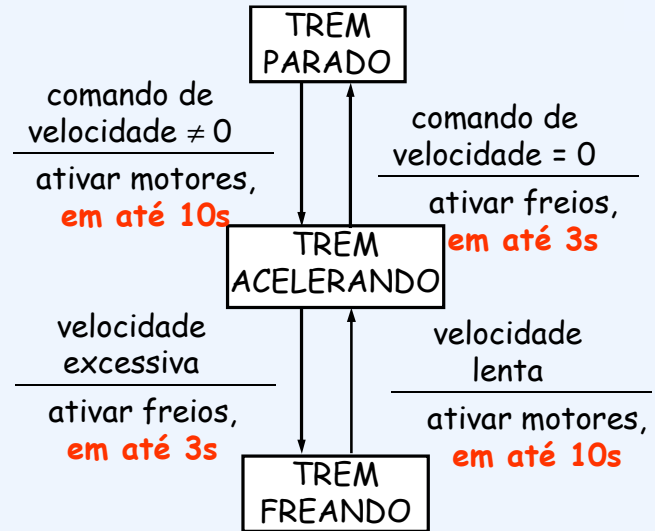 TREM
PARADO
comando de
velocidade ≠ 0
ativar motores,
em até 10s
comando de
velocidade = 0
ativar freios,
em até 3s
TREM
ACELERANDO
velocidade
excessiva
ativar freios,
em até 3s
velocidade
lenta
ativar motores,
em até 10s
TREM
FREANDO